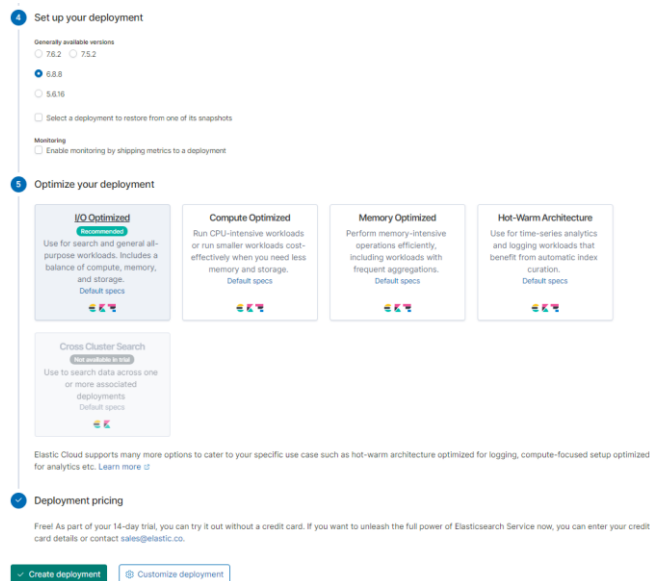 4 Set up your deployment
Generally available versions
7.6.2 7.5.2
6.8.8
5.6.16
Select a deployment to restore from one of its snapshots
Monitoring
Enable monitoring by shipping metrics to a deployment
5 Optimize your deployment
I/O Optimized
Recommended
Use for search and general all-
purpose workloads. Includes a
balance of compute, memory,
and storage.
Default specs
Compute Optimized
Run CPU-intensive workloads
or run smaller workloads cost-
effectively when you need less
memory and storage.
Default specs
Memory Optimized
Perform memory-intensive
operations efficiently,
including workloads with
frequent aggregations.
Default specs
Hot-Warm Architecture
Use for time-series analytics
and logging workloads that
benefit from automatic index
curation.
Default specs
Cross Cluster Search
Not available in trial
Use to search data across one
or more associated
deployments
Default specs
Elastic Cloud supports many more options to cater to your specific use case such as hot-warm architecture optimized for logging, compute-focused setup optimized
for analytics etc. Learn more
Deployment pricing
Free! As part of your 14-day trial, you can try it out without a credit card. If you want to unleash the full power of Elasticsearch Service now, you can enter your credit
card details or contact sales@elastic.co.
Create deployment
Customize deployment